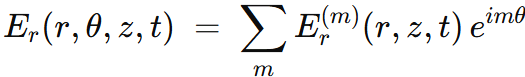 E_r(r, θ, z, t) = ∑_m E_r^{(m)}(r, z, t) e^{imθ}